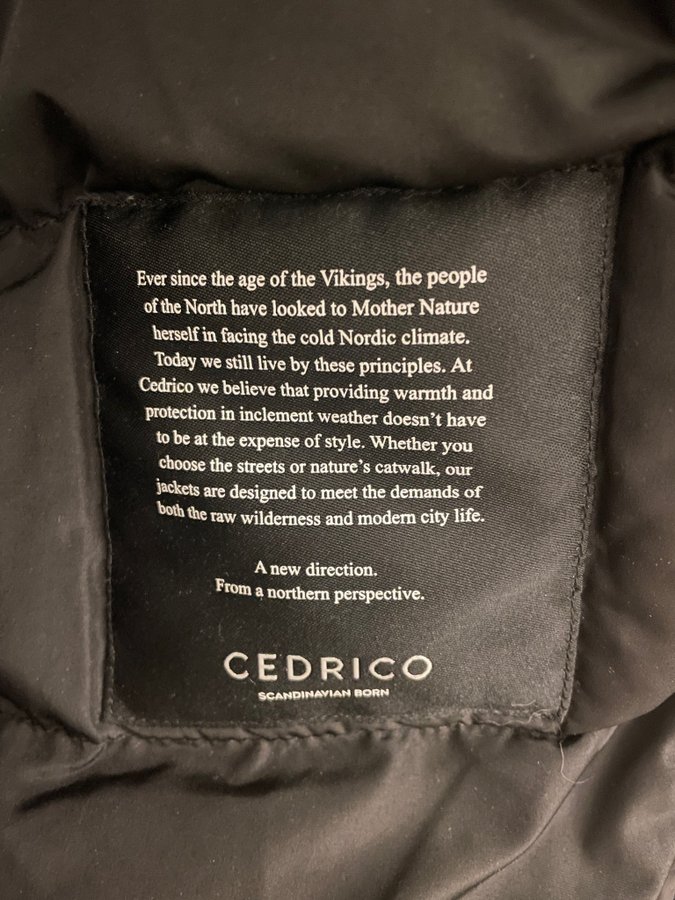 Ever since the age of the Vikings, the people
of the North have looked to Mother Nature
herself in facing the cold Nordic climate.
Today we still live by these principles. At
Cedrico we believe that providing warmth and
protection in inclement weather doesn't have
to be at the expense of style. Whether you
choose the streets or nature's catwalk, our
jackets are designed to meet the demands of
both the raw wilderness and modern city life.
A new direction.
From a northern perspective.
CEDRICO
SCANDINAVIAN BORN